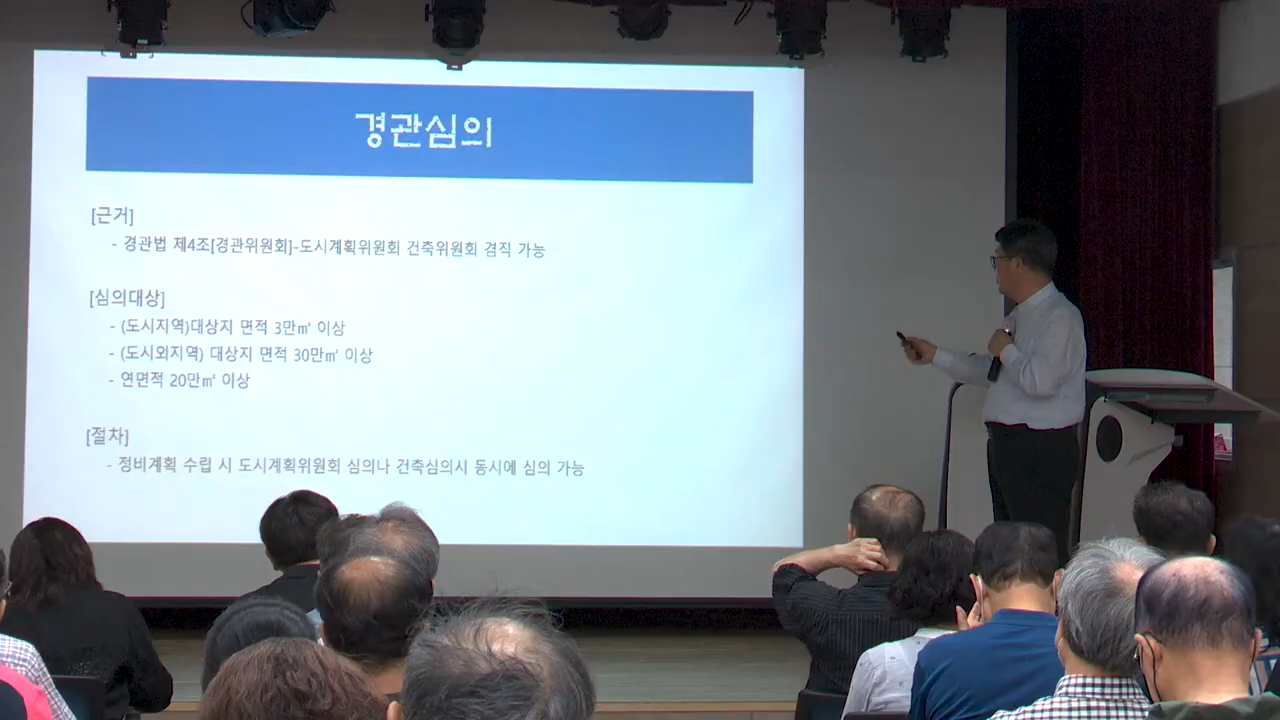 경관심의
[근거]
- 경관법 제4조[경관위원회]-도시계획위원회 건축위원회 겸직 가능
[심의대상]
- (도시지역)대상지 면적 3만㎡ 이상
- (도시외지역) 대상지 면적 30만㎡ 이상
- 연면적 20만㎡ 이상
[절차]
- 정비계획 수립 시 도시계획위원회 심의나 건축심의시 동시에 심의 가능